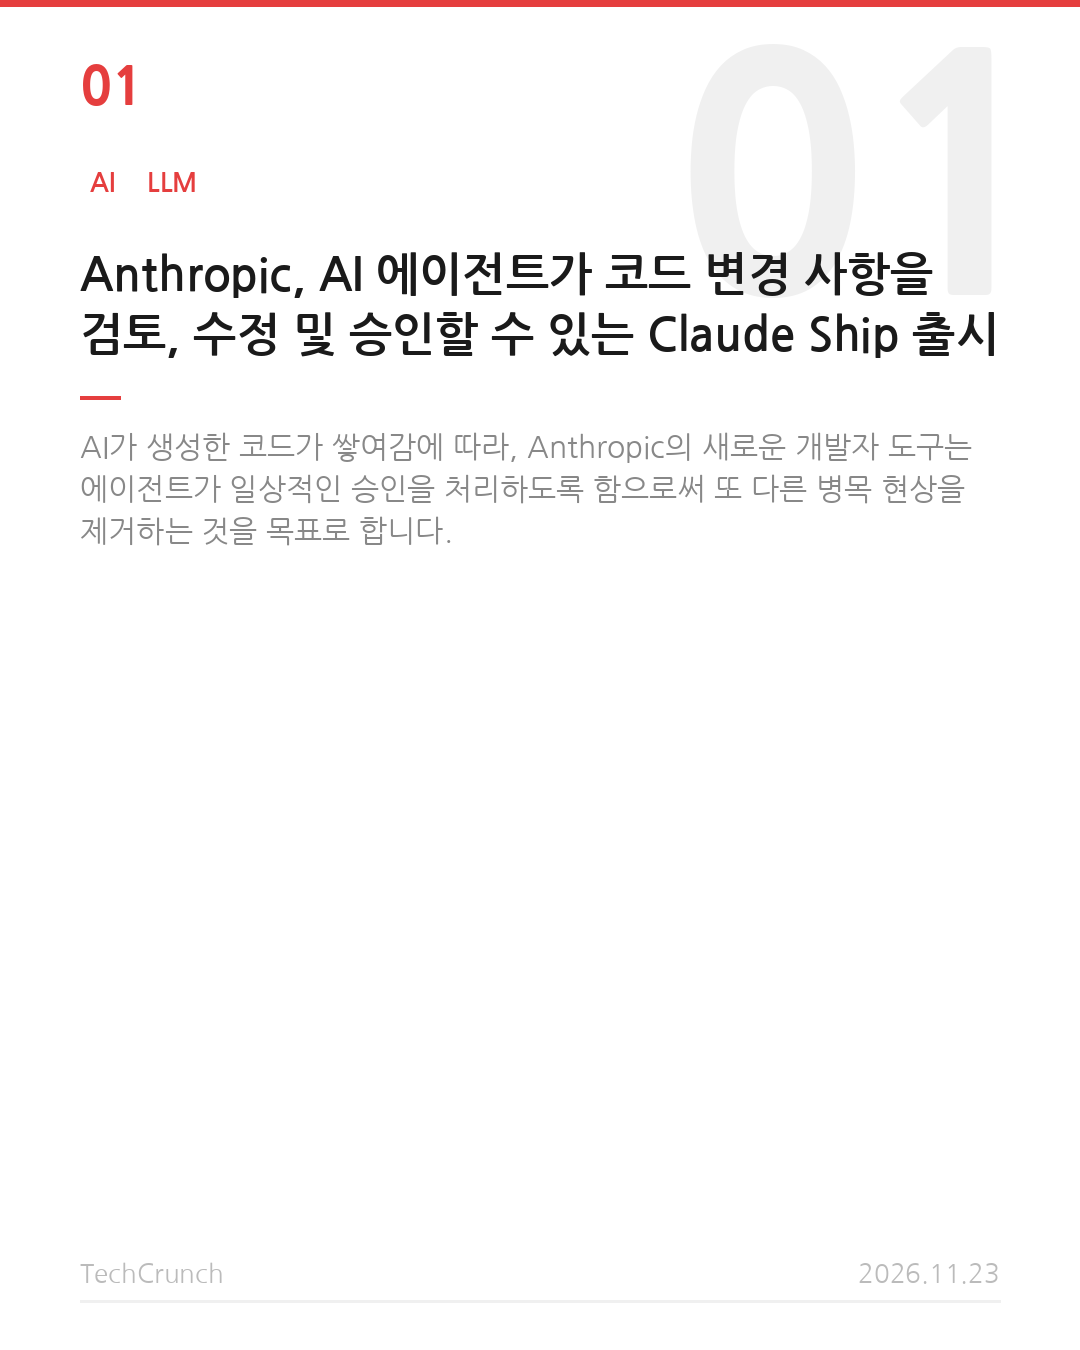 01
01
AI LLM
Anthropic, AI 에이전트가 코드 변경 사항을
검토, 수정 및 승인할 수 있는 Claude Ship 출시
AI가 생성한 코드가 쌓여감에 따라, Anthropic의 새로운 개발자 도구는
에이전트가 일상적인 승인을 처리하도록 함으로써 또 다른 병목 현상을
제거하는 것을 목표로 합니다.
TechCrunch 2026.11.23